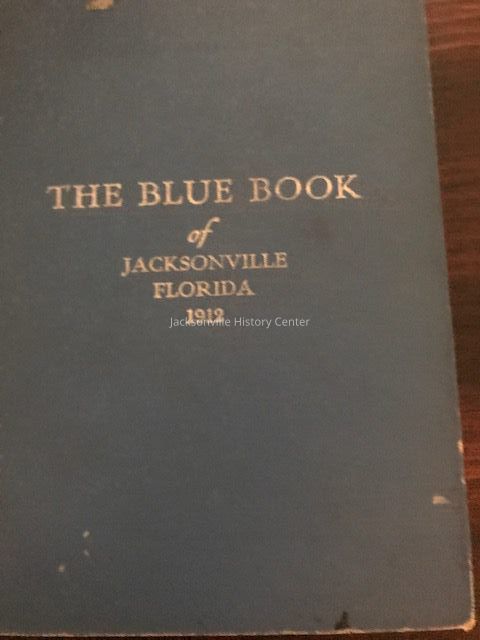 THE BLUE BOOK
of
JACKSONVILLE
FLORIDA
1912
Jacksonville History Center